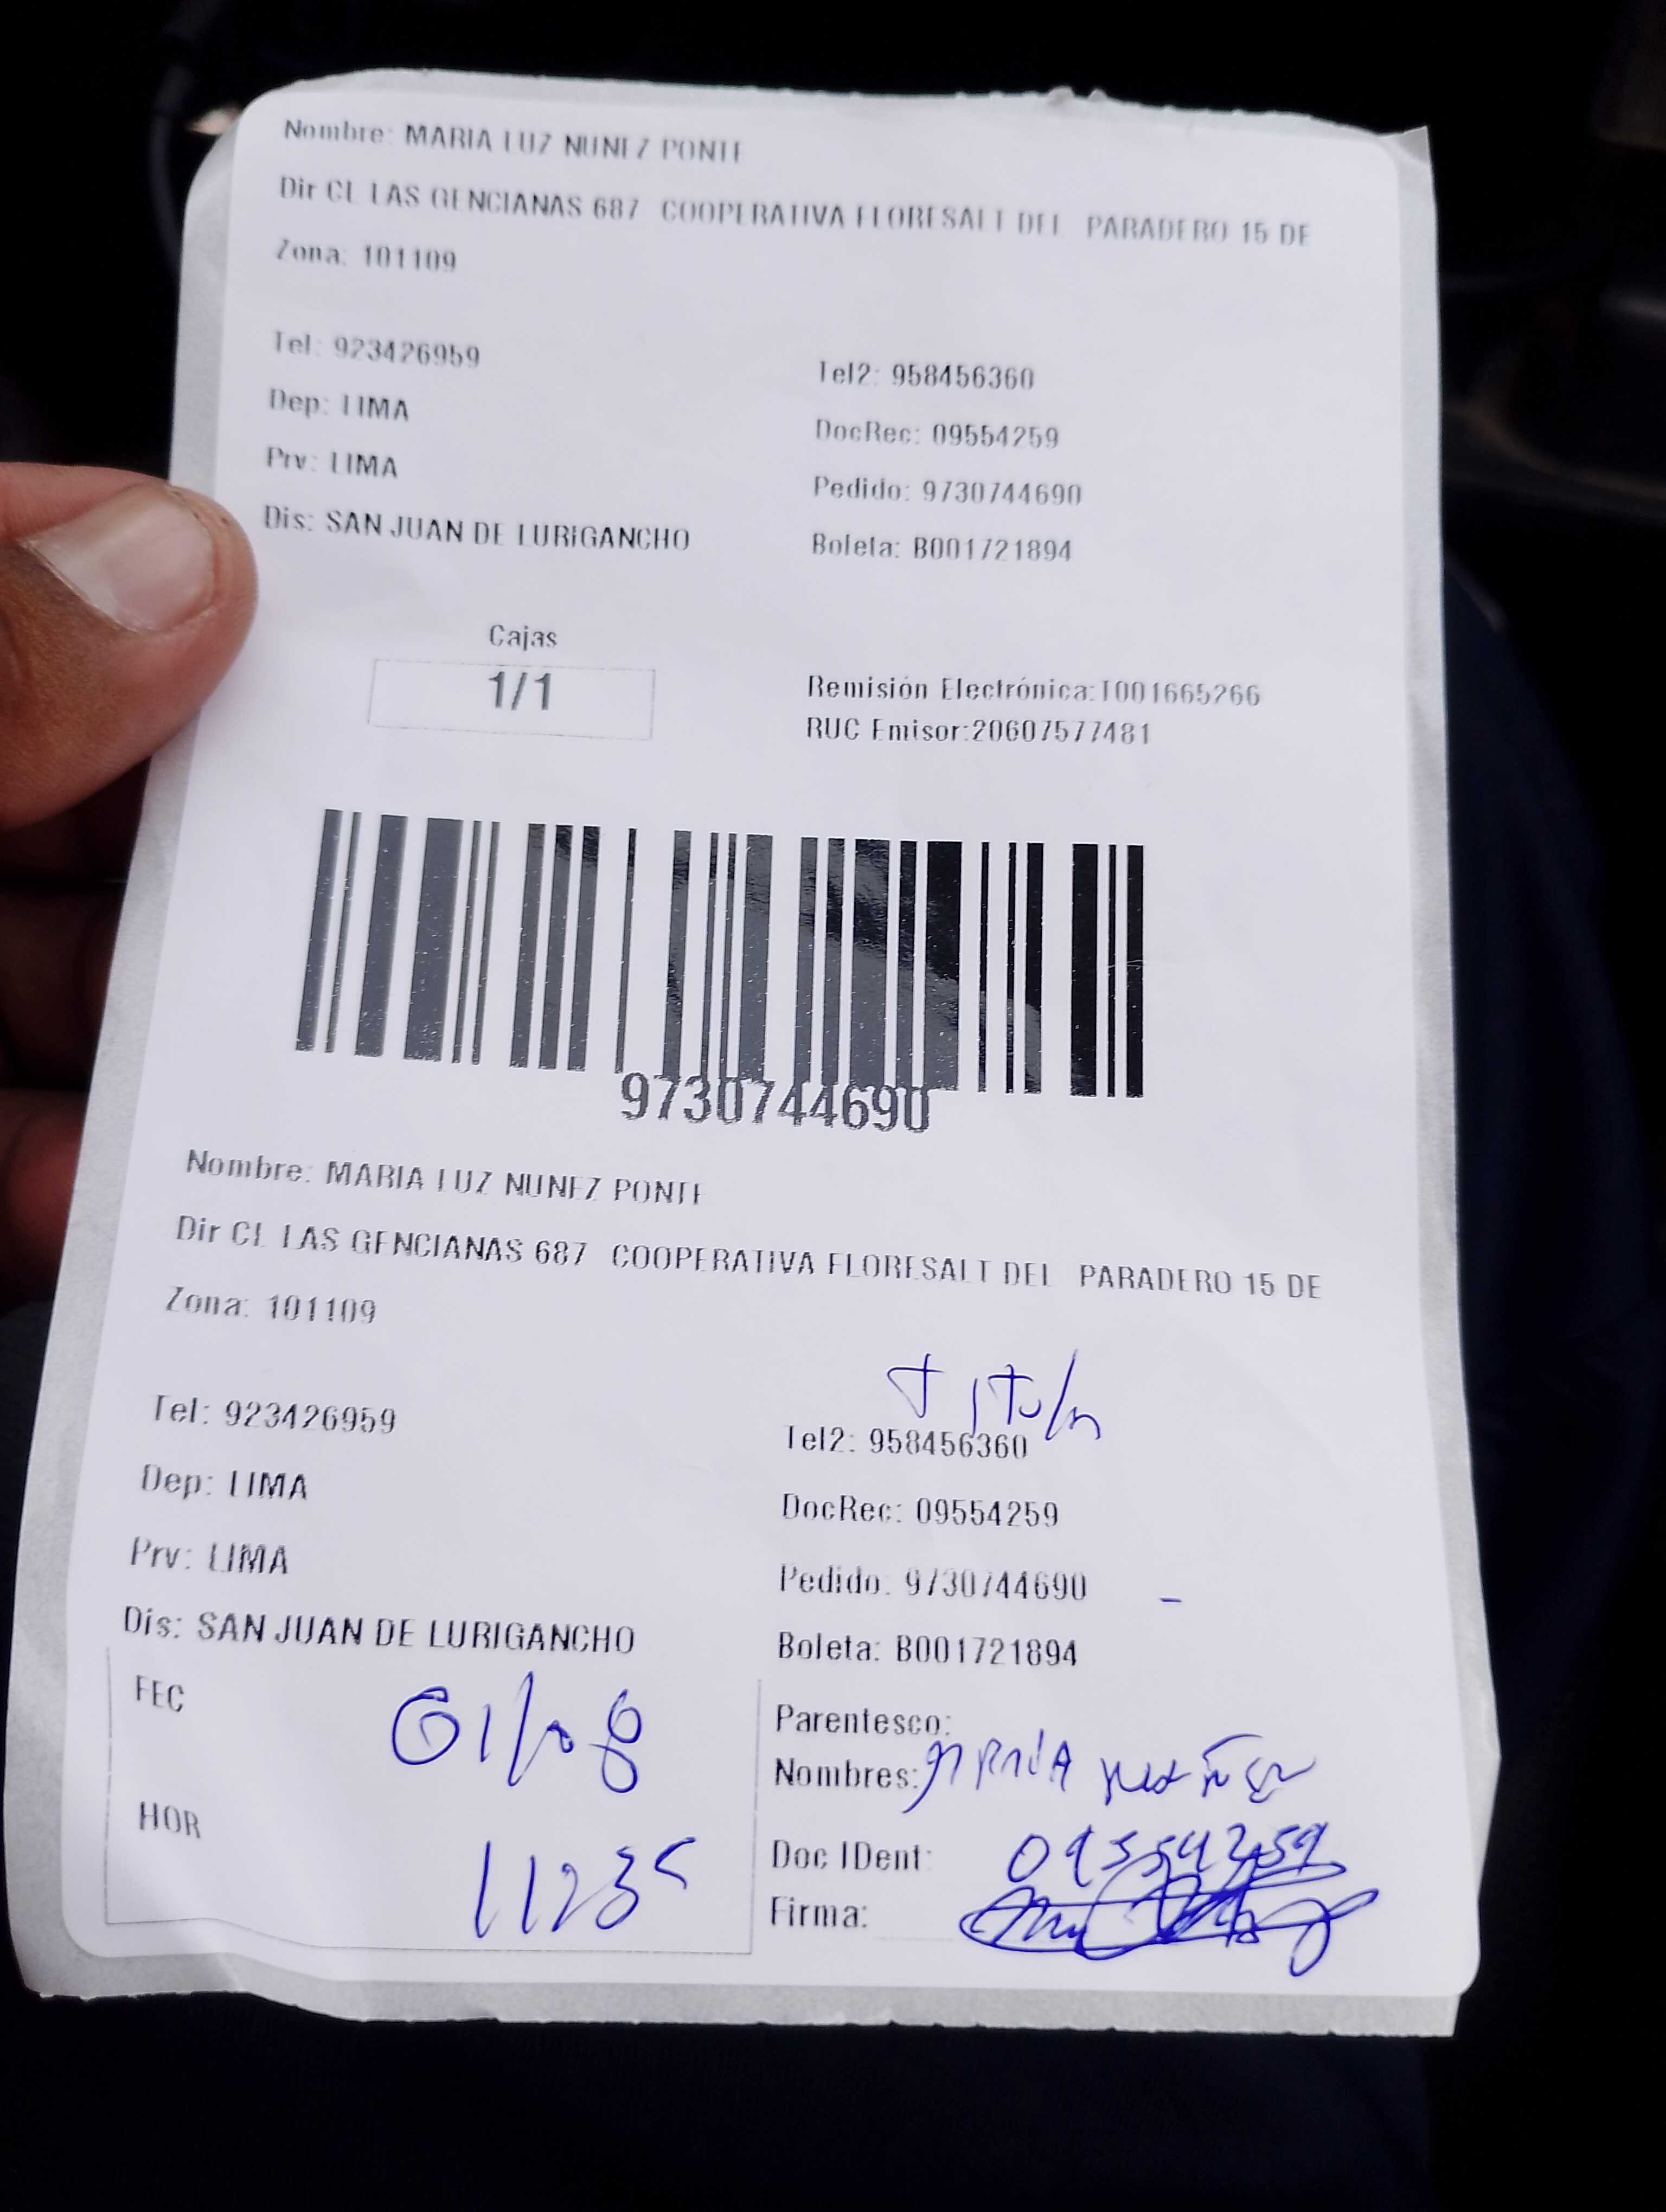 Nombre: MARIA LUZ NUNEZ PONTE
Dir CL LAS GENCIANAS 687 COOPERATIVA FLORESALT DEL PARADERO 15 DE
Zona: 101109
Tel: 923426959
Tel2: 958456360
Dep: LIMA
DocRec: 09554259
Prv: LIMA
Pedido: 9730744690
Dis: SAN JUAN DE LURIGANCHO
Boleta: B001721894
Cajas
1/1
Remisión Electrónica:T001665266
RUC Emisor:20607577481
9730744690
Nombre: MARIA LUZ NUNEZ PONTE
Dir CL LAS GENCIANAS 687 COOPERATIVA FLORESALT DEL PARADERO 15 DE
Zona: 101109
Titular
Tel: 923426959
Tel2: 958456360
Dep: LIMA
DocRec: 09554259
Prv: LIMA
Pedido: 9730744690
Dis: SAN JUAN DE LURIGANCHO
Boleta: B001721894
FEC 01/08
Parentesco:
Nombres: MARIA NUÑEZ
HOR 11235
Doc IDent: 09554259
Firma: